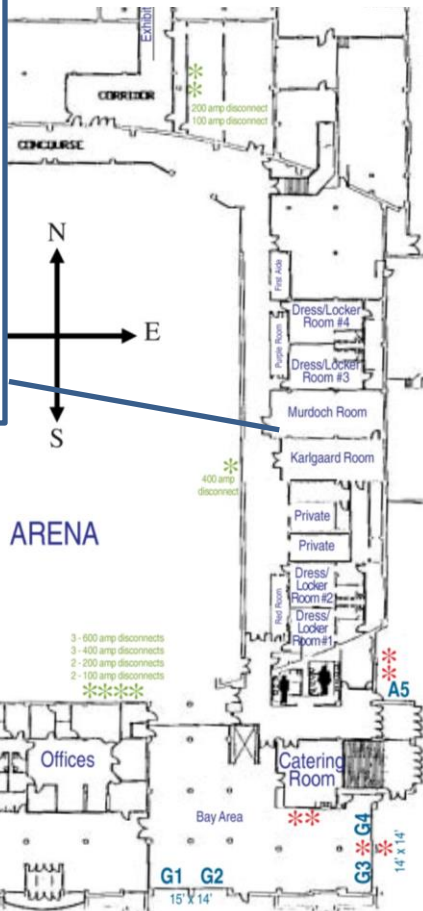 Exhibit
200 amp disconnect
100 amp disconnect
CORRIDOR
CONCOURSE
N
E
S
First Aide
Dress/Locker
Room #4
Purple Room
Dress/Locker
Room #3
Murdoch Room
Karlgaard Room
400 amp
disconnect
Private
Private
ARENA
Dress/
Locker
Room #2
Red Room
Dress/
Locker
Room#1
3 - 600 amp disconnects
3 - 400 amp disconnects
2 - 200 amp disconnects
2 - 100 amp disconnects
A5
Offices
Catering
Room
Bay Area
G4
G3
14' x 14'
G1 G2
15' x 14'